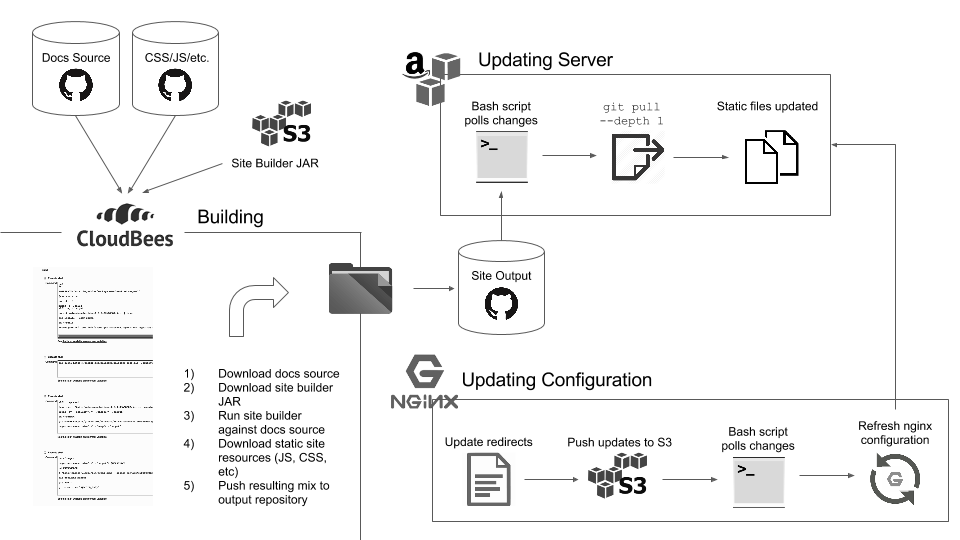 Docs Source
CSS/JS/etc.
S3
Site Builder JAR
CloudBees
Building
1) Download docs source
2) Download site builder
JAR
3) Run site builder
against docs source
4) Download static site
resources (JS, CSS,
etc)
5) Push resulting mix to
output repository
a
Updating Server
Bash script
polls changes
>_
git pull
--depth 1
Static files updated
Site Output
G
NGINX
Updating Configuration
Update redirects
Push updates to S3
S3
Bash script
polls changes
>_
Refresh nginx
configuration
G